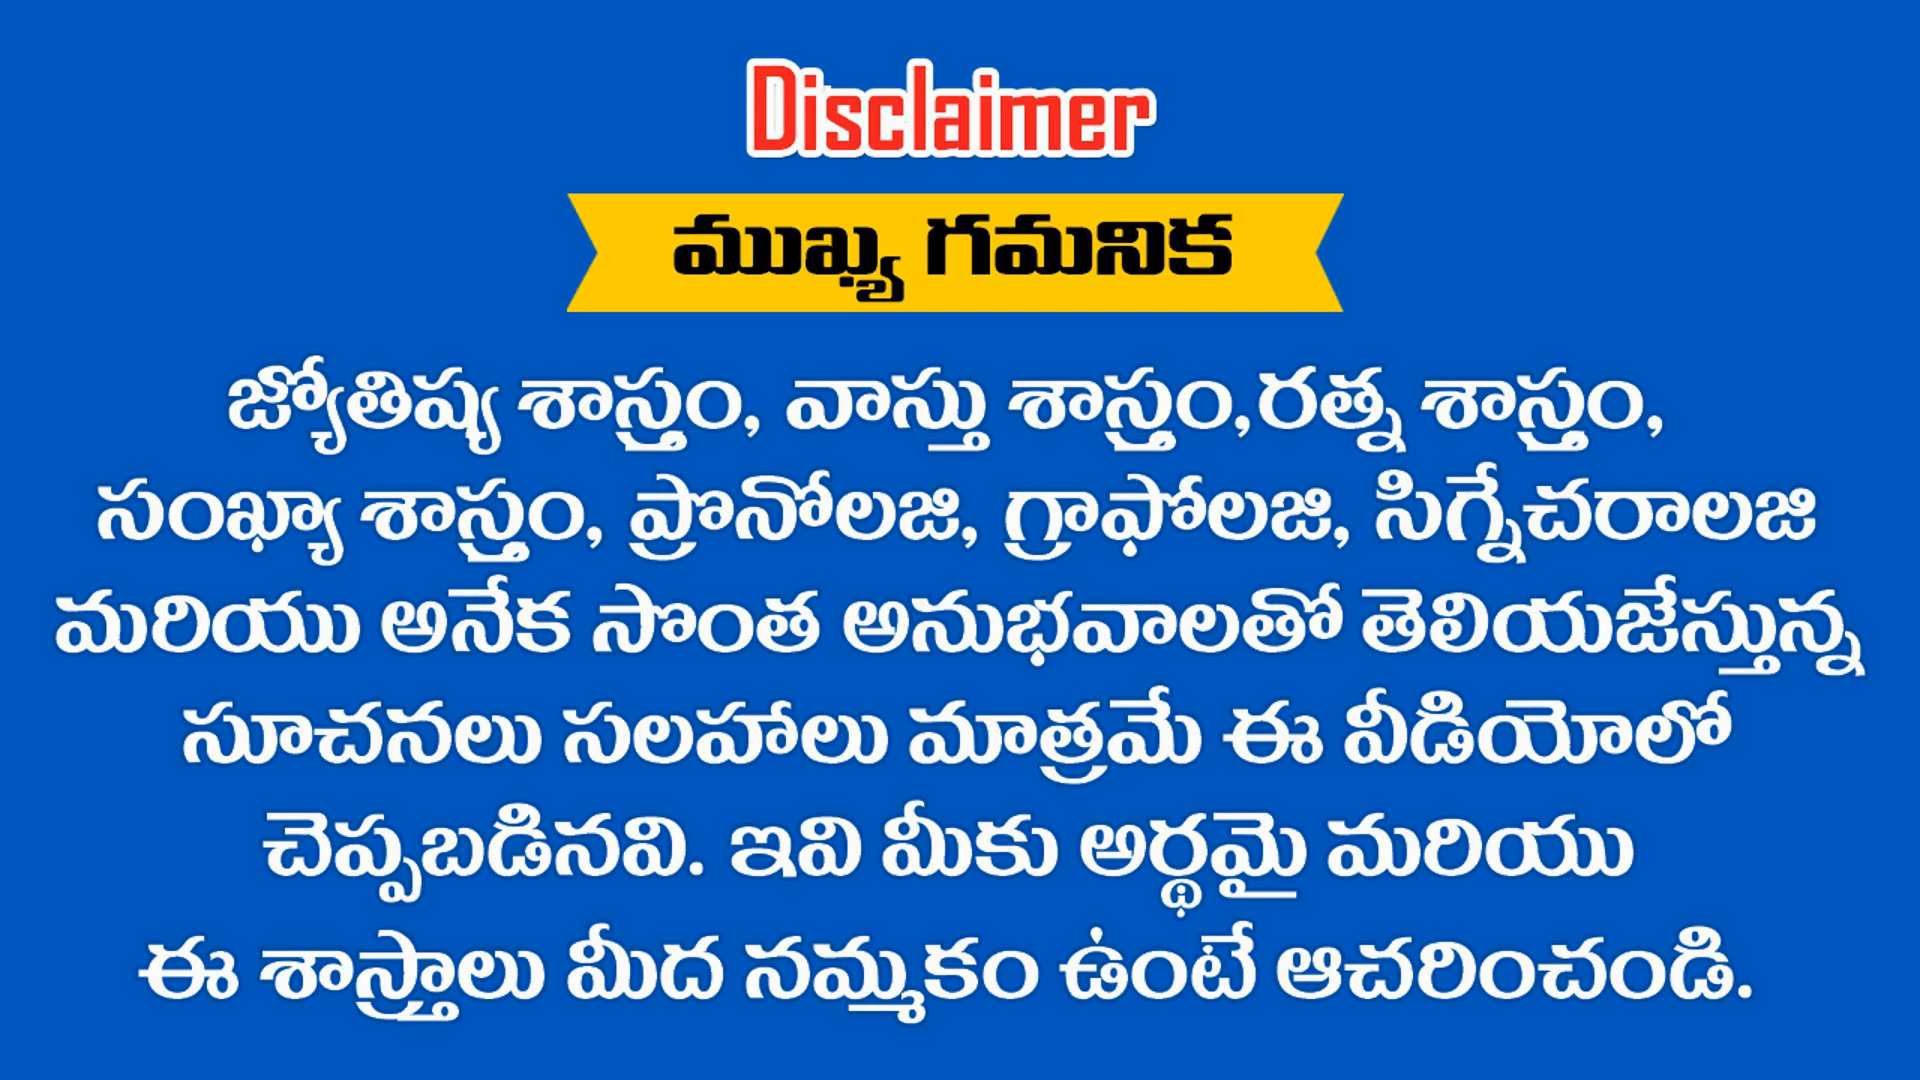 Disclaimer
ముఖ్య గమనిక
జ్యోతిష్య శాస్త్రం, వాస్తు శాస్త్రం,రత్న శాస్త్రం,
సంఖ్యా శాస్త్రం, ప్రొనోలజి, గ్రాఫోలజి, సిగ్నేచరాలజి
మరియు అనేక సొంత అనుభవాలతో తెలియజేస్తున్న
సూచనలు సలహాలు మాత్రమే ఈ వీడియోలో
చెప్పబడినవి. ఇవి మీకు అర్థమై మరియు
ఈ శాస్త్రాలు మీద నమ్మకం ఉంటే ఆచరించండి.